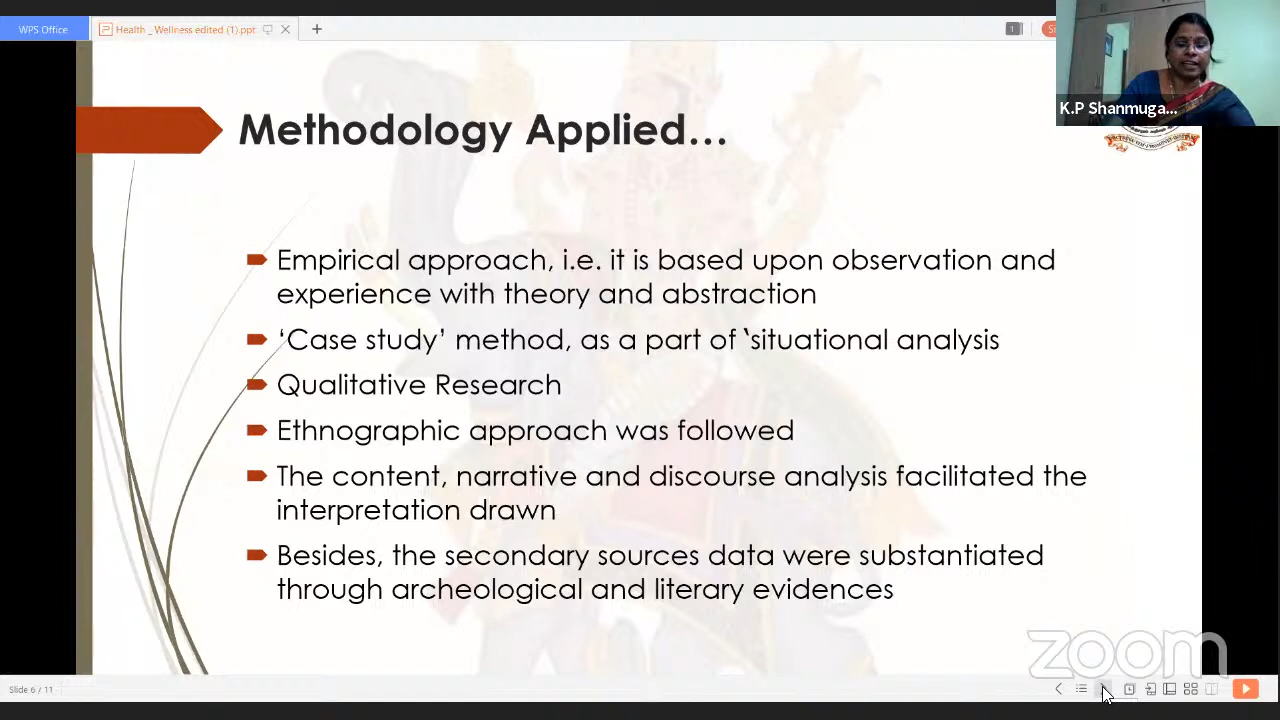 WPS Office
Health _ Wellness edited (1).ppt
1
K.P Shanmuga...
Methodology Applied...
Empirical approach, i.e. it is based upon observation and
experience with theory and abstraction
‘Case study’ method, as a part of ‛situational analysis
Qualitative Research
Ethnographic approach was followed
The content, narrative and discourse analysis facilitated the
interpretation drawn
Besides, the secondary sources data were substantiated
through archeological and literary evidences
zoom
Slide 6 / 11